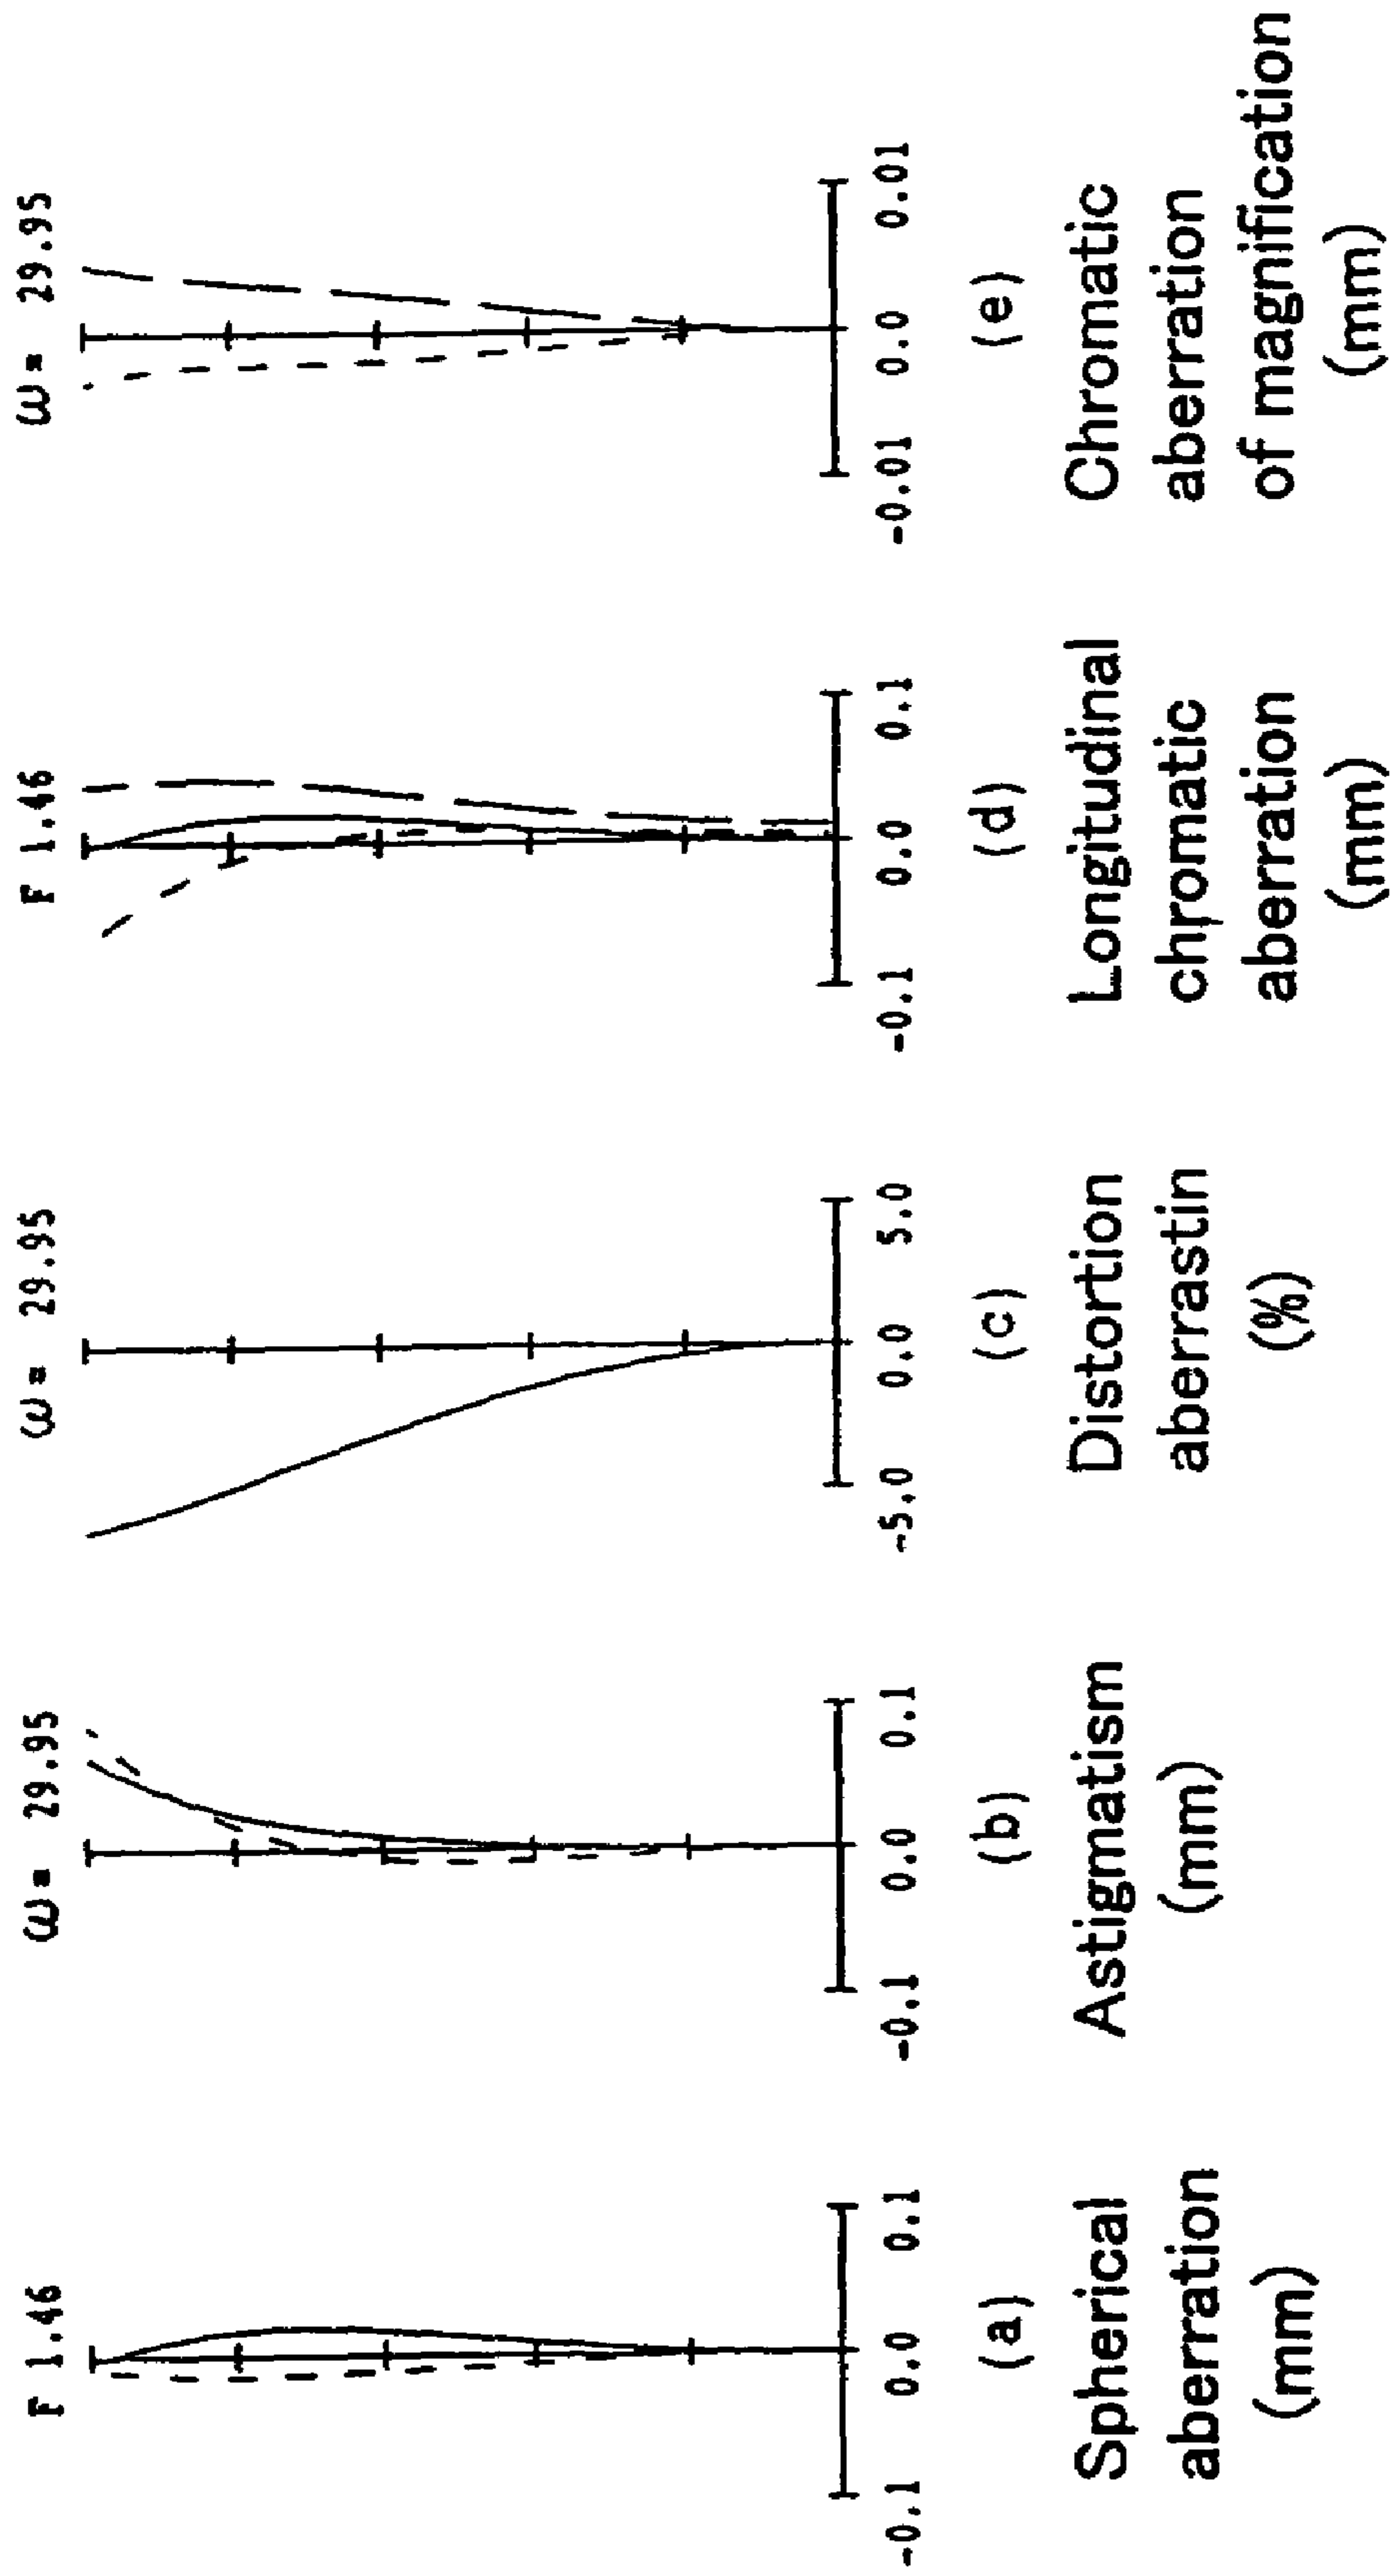 F 1.46
-0.1 0.0 0.1
(a)
Spherical
aberration
(mm)
ω= 29.95
-0.1 0.0 0.1
(b)
Astigmatism
(mm)
ω= 29.95
-5.0 0.0 5.0
(c)
Distortion
aberrastin
(%)
F 1.46
-0.1 0.0 0.1
(d)
Longitudinal
chromatic
aberration
(mm)
ω= 29.95
-0.01 0.0 0.01
(e)
Chromatic
aberration
of magnification
(mm)